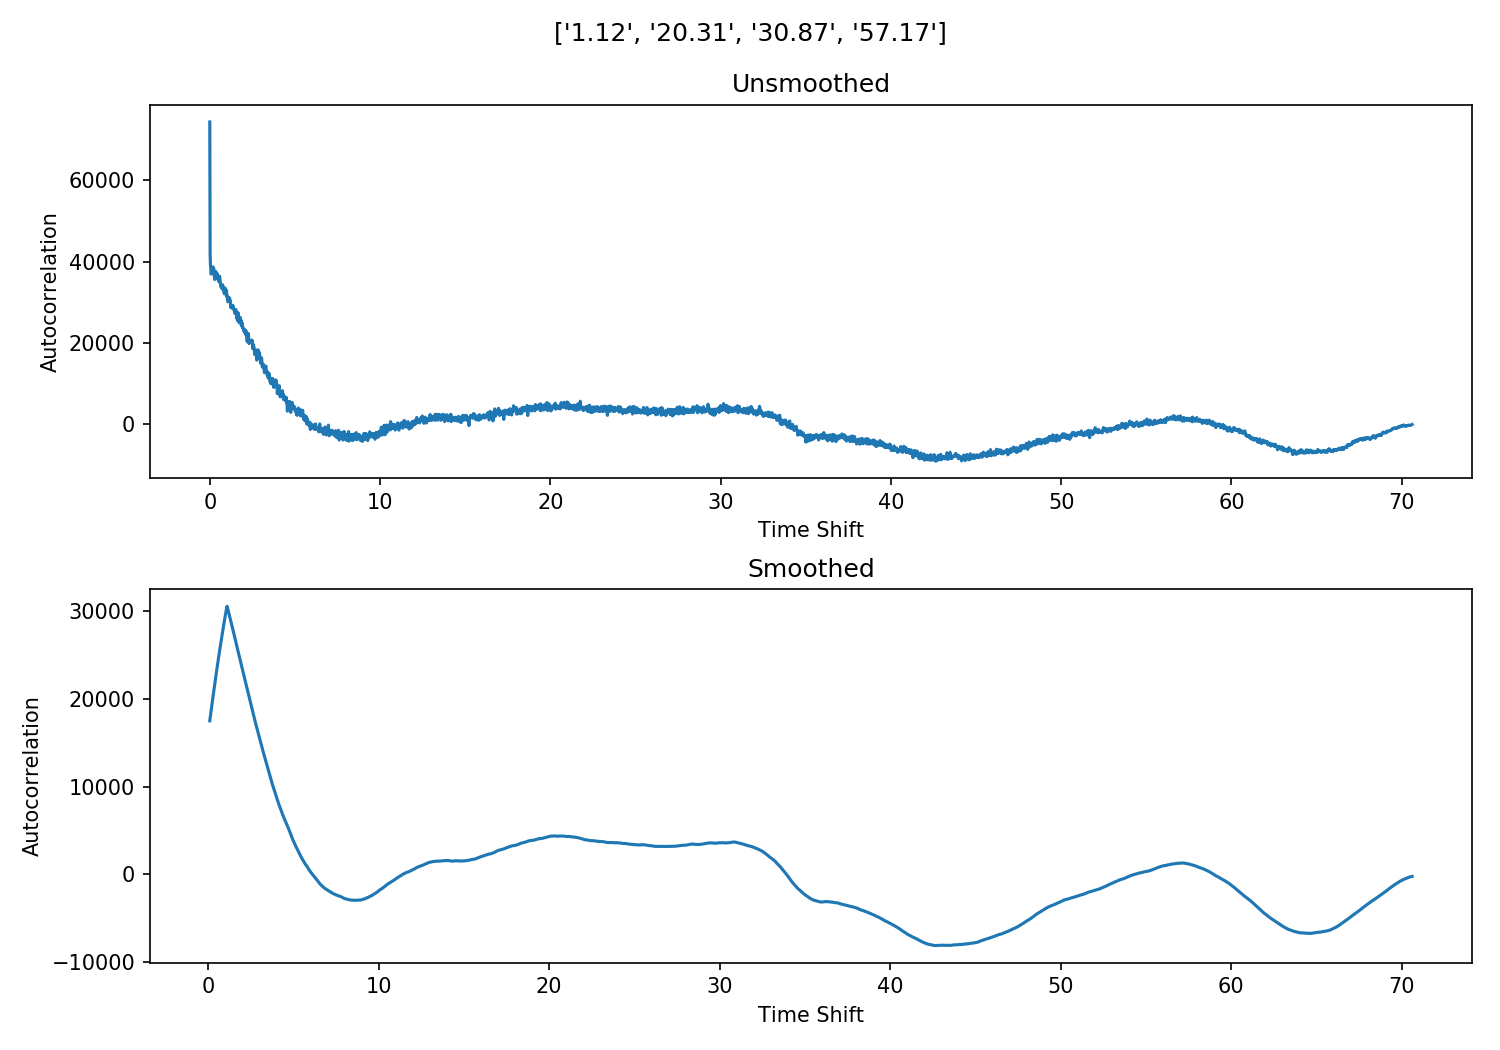 ['1.12', '20.31', '30.87', '57.17']
Unsmoothed
Autocorrelation
60000
40000
20000
0
0 10 20 30 40 50 60 70
Time Shift
Smoothed
Autocorrelation
30000
20000
10000
0
−10000
0 10 20 30 40 50 60 70
Time Shift